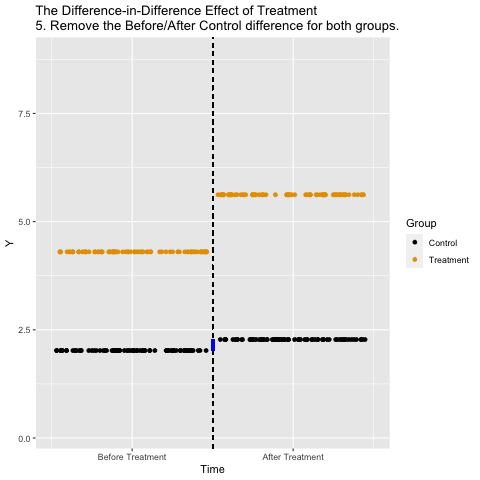 The Difference-in-Difference Effect of Treatment
5. Remove the Before/After Control difference for both groups.
7.5
5.0
2.5
0.0
Y
Before Treatment
After Treatment
Time
Group
Control
Treatment